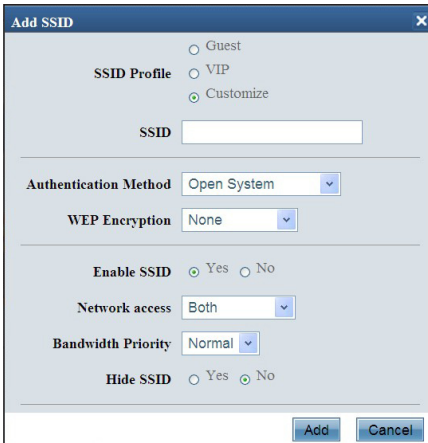 Add SSID
Guest
SSID Profile VIP
Customize
SSID
Authentication Method Open System
WEP Encryption None
Enable SSID Yes No
Network access Both
Bandwidth Priority Normal
Hide SSID Yes No
Add Cancel